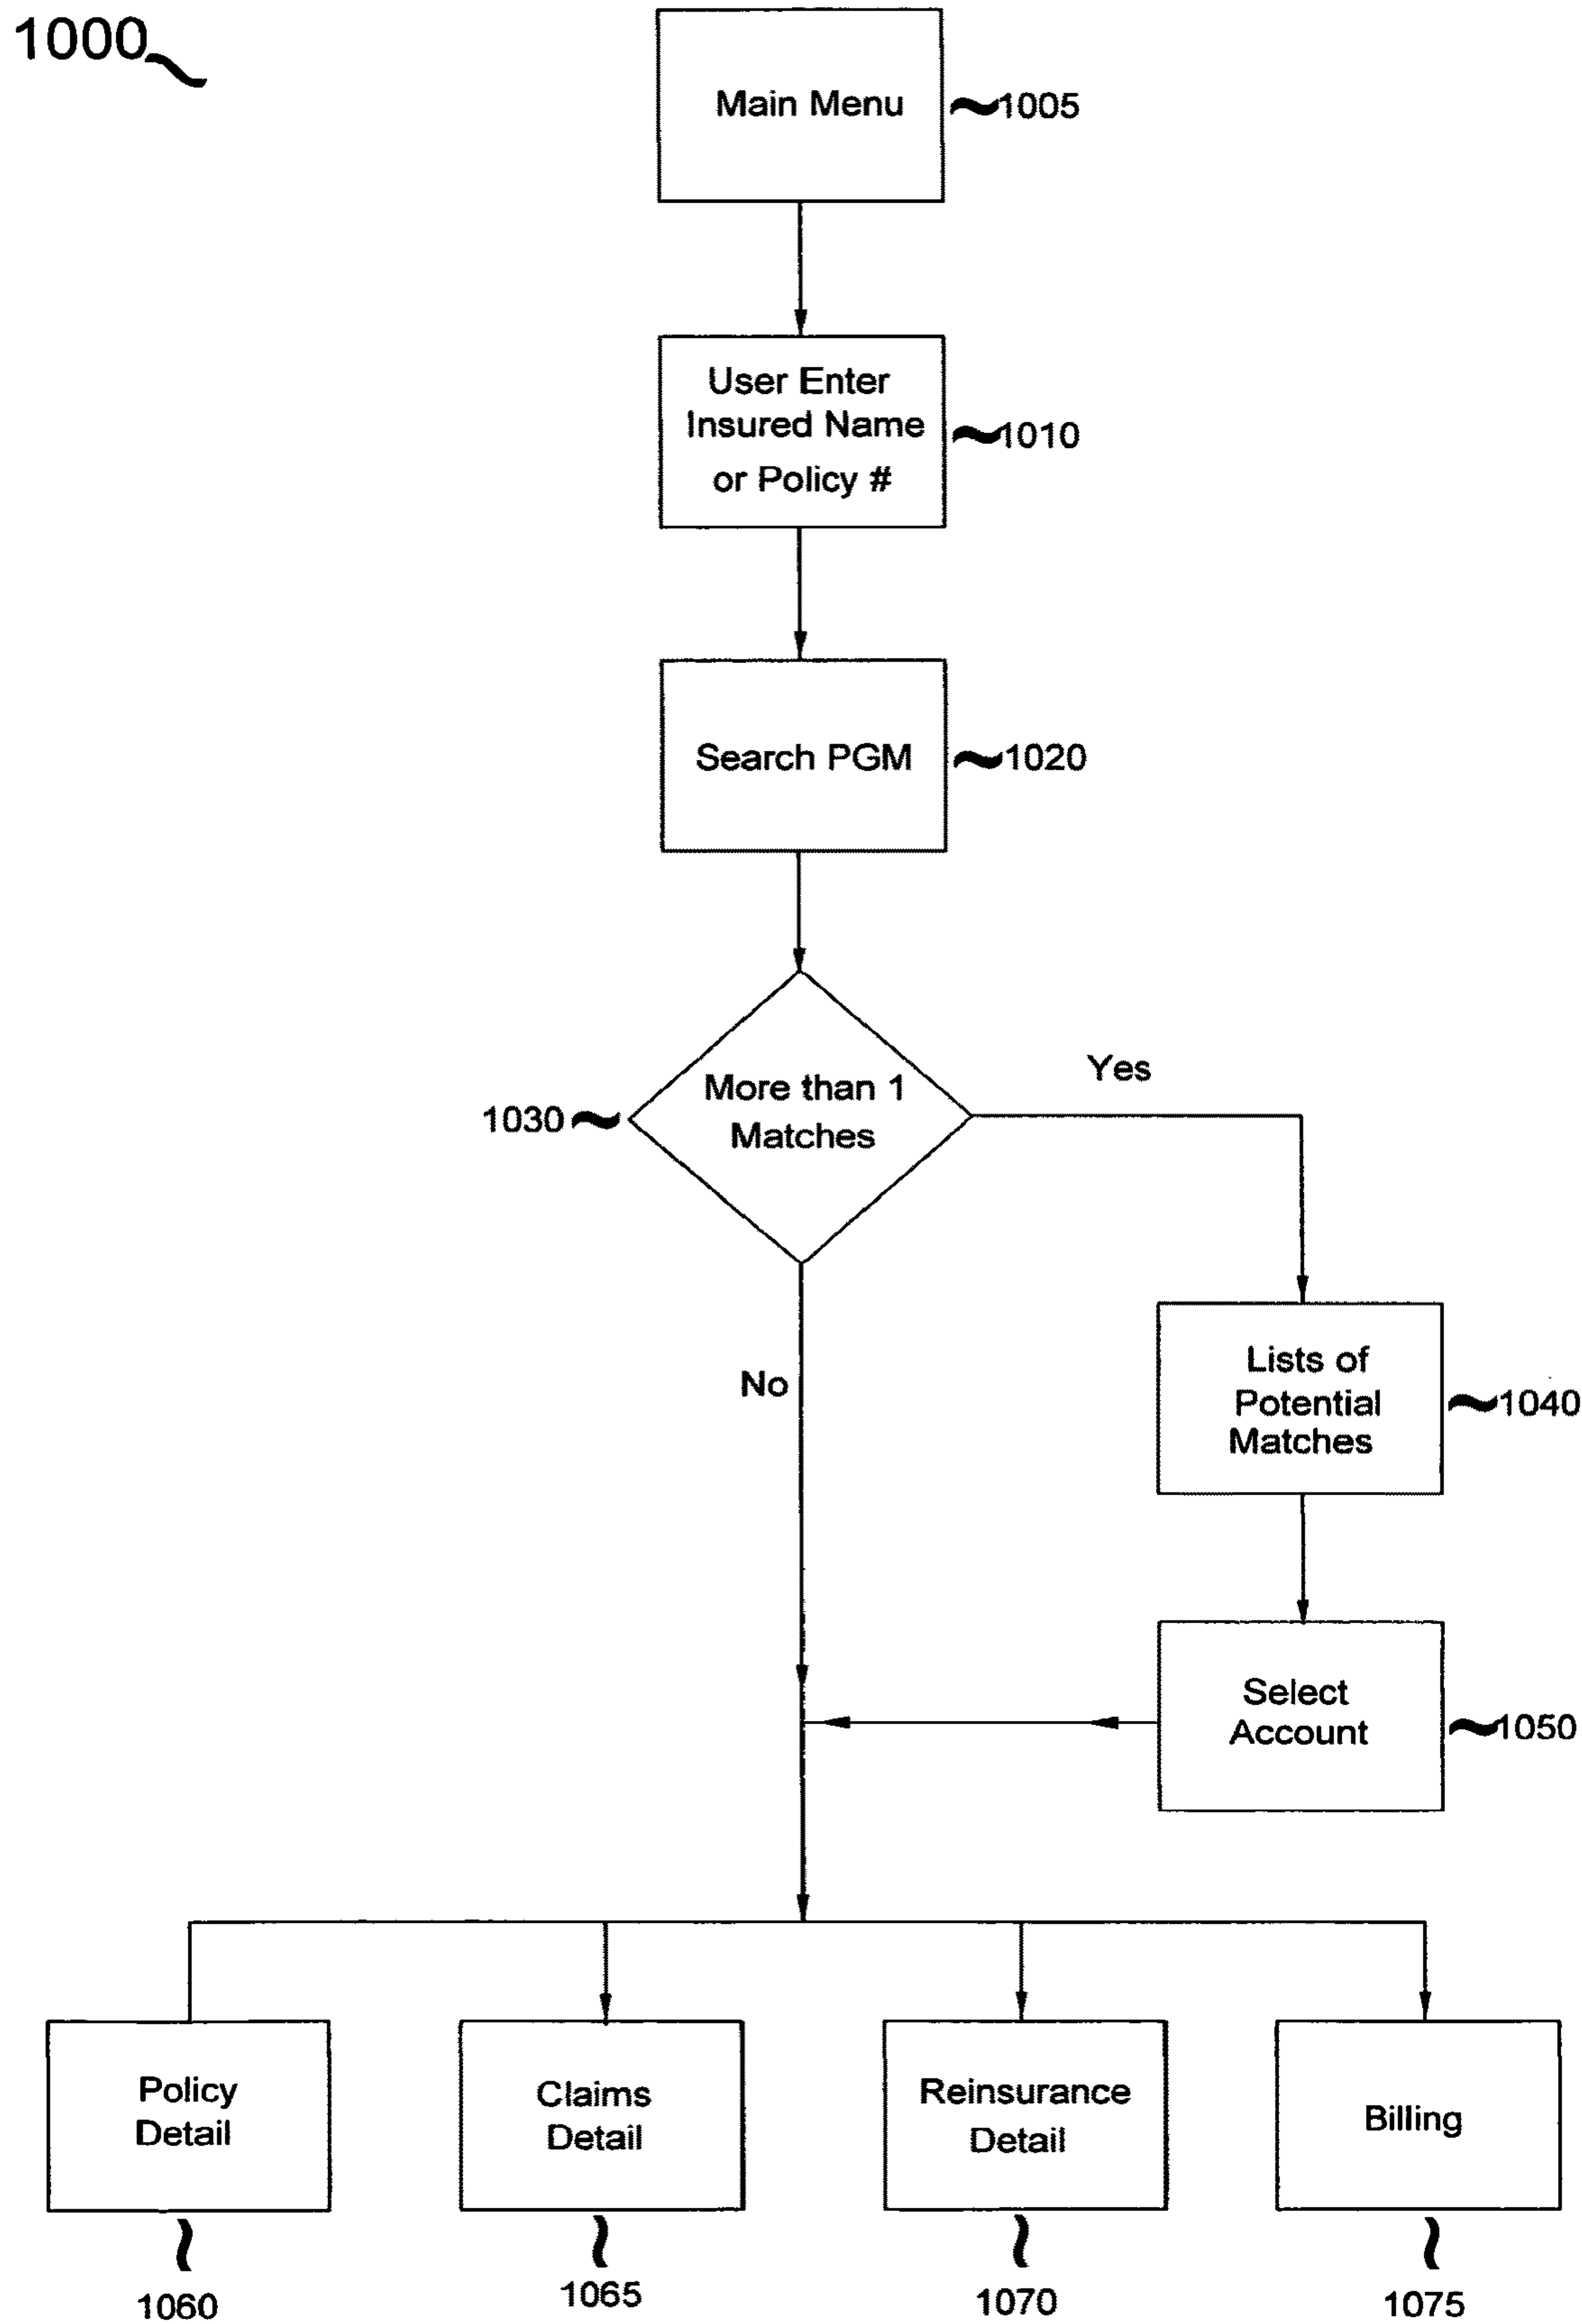 1000
Main Menu
1005
User Enter
Insured Name
or Policy #
1010
Search PGM
1020
More than 1
Matches
1030
Yes
No
Lists of
Potential
Matches
1040
Select
Account
1050
Policy
Detail
1060
Claims
Detail
1065
Reinsurance
Detail
1070
Billing
1075